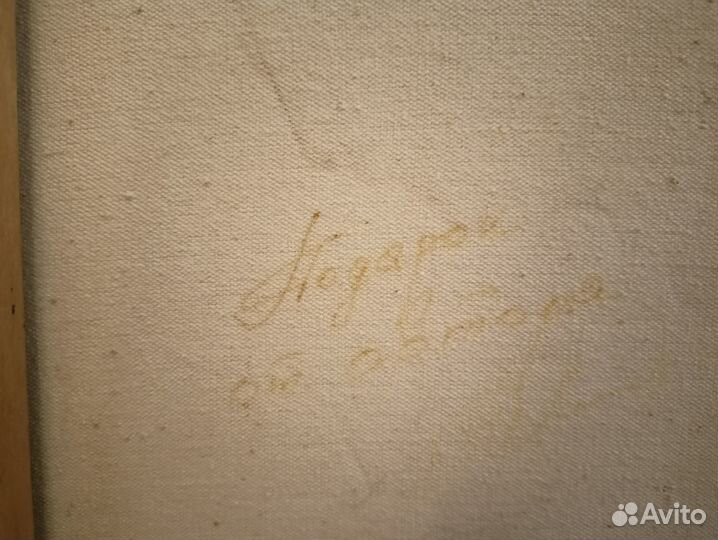 Подарок
от автора
Avito